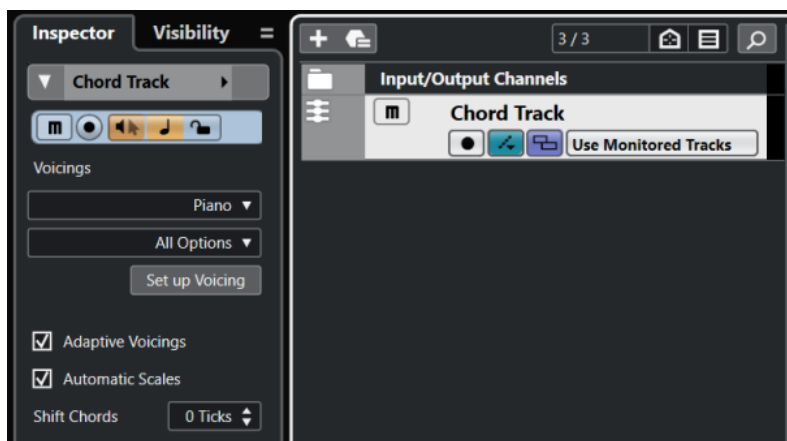 Inspector Visibility
Chord Track
m
Voicings
Piano
All Options
Set up Voicing
Adaptive Voicings
Automatic Scales
Shift Chords 0 Ticks
3 / 3
Input/Output Channels
m Chord Track
Use Monitored Tracks